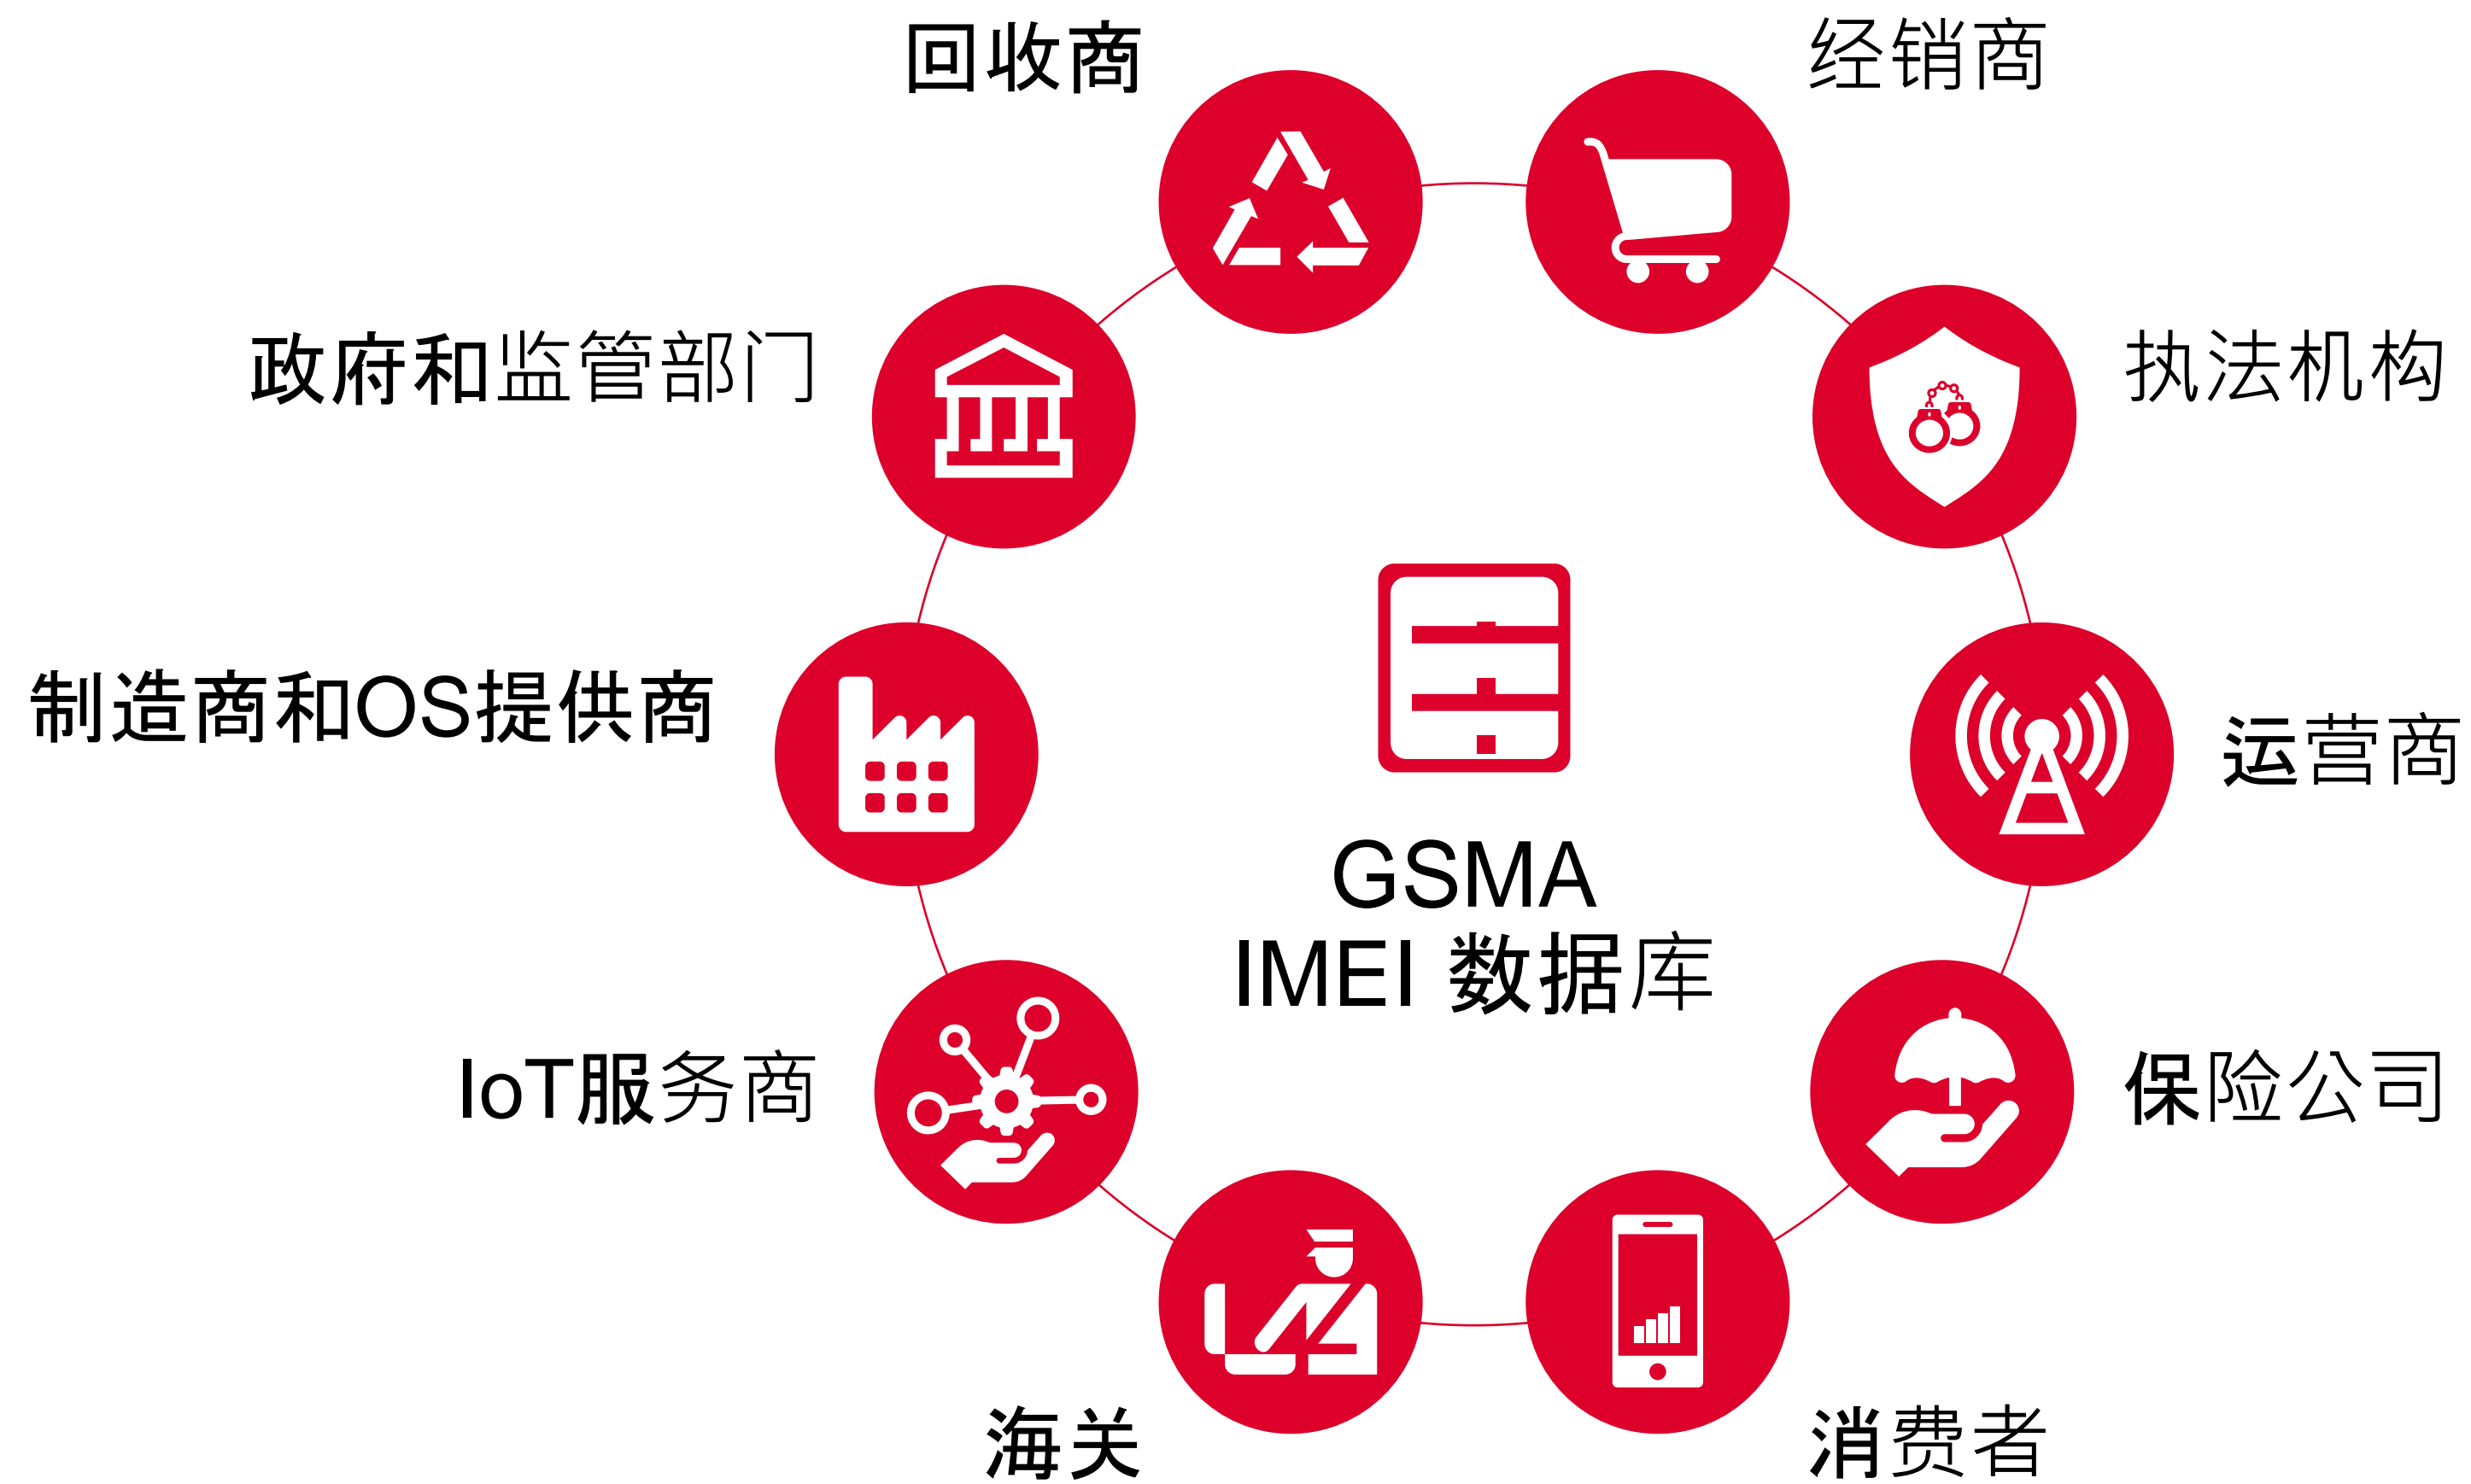 回收商
经销商
政府和监管部门
执法机构
制造商和OS提供商
运营商
GSMA
IMEI 数据库
IoT服务商
保险公司
海关
消费者